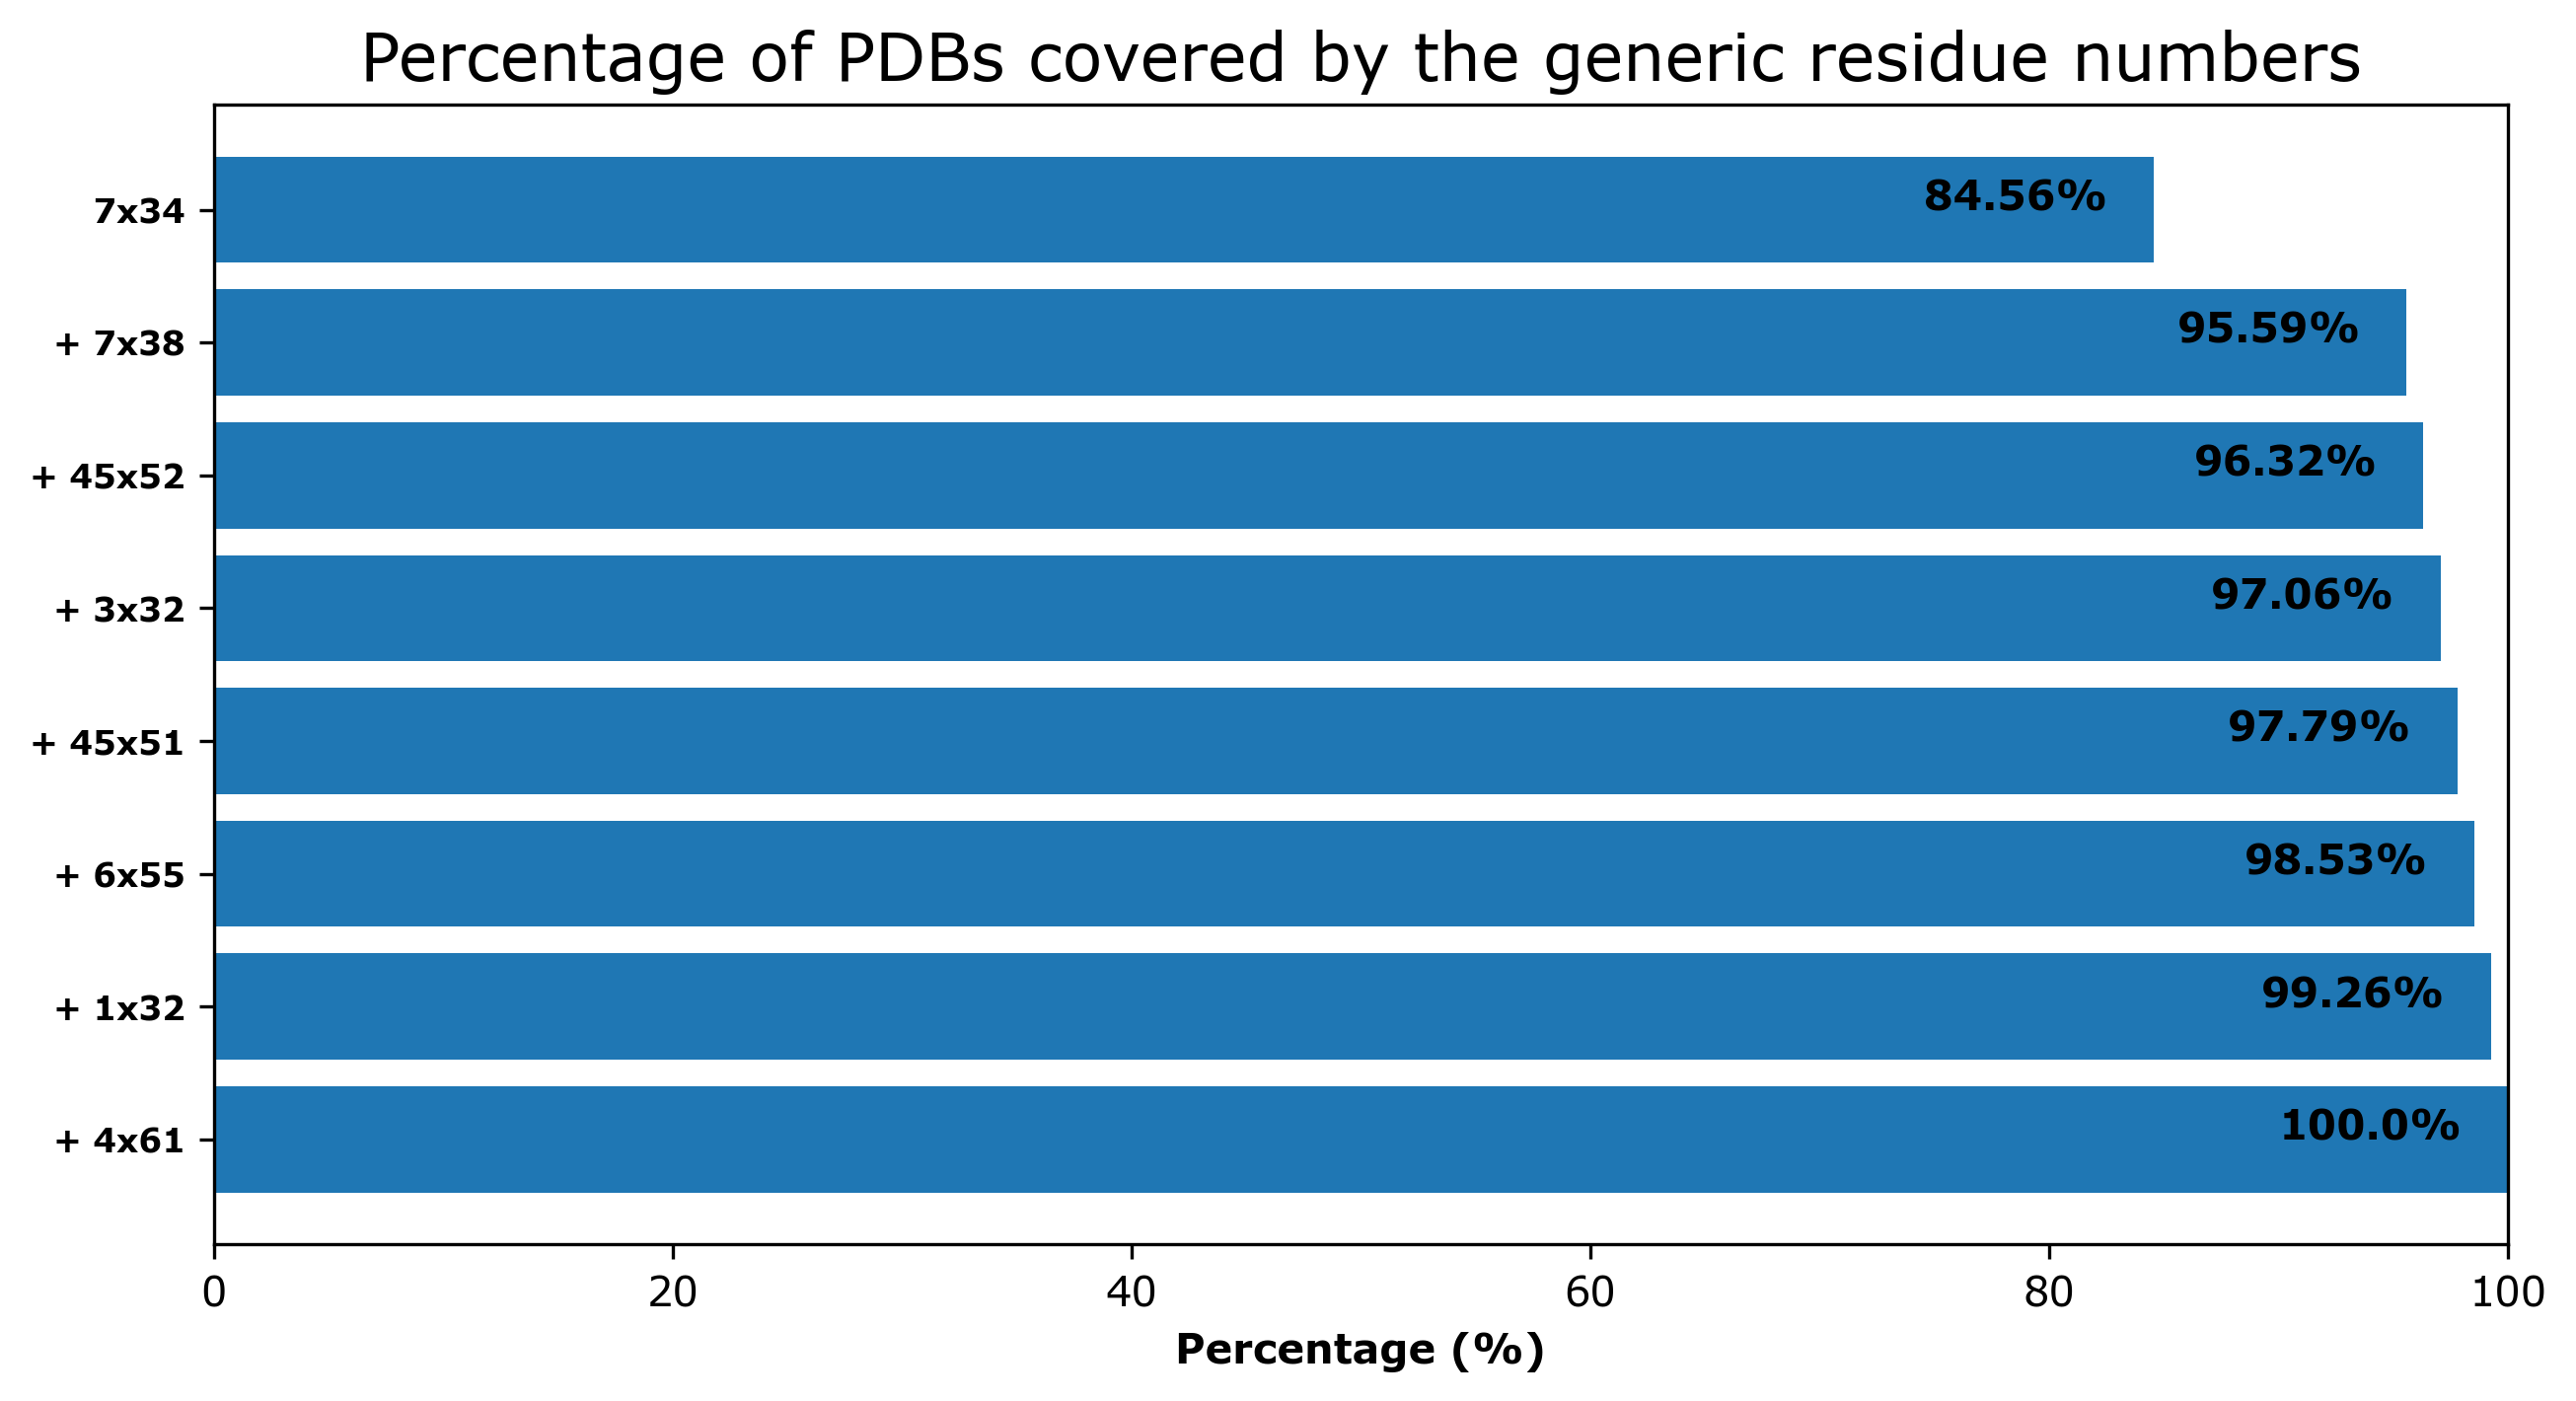 Percentage of PDBs covered by the generic residue numbers
7x34 84.56%
+ 7x38 95.59%
+ 45x52 96.32%
+ 3x32 97.06%
+ 45x51 97.79%
+ 6x55 98.53%
+ 1x32 99.26%
+ 4x61 100.0%
0 20 40 60 80 100
Percentage (%)